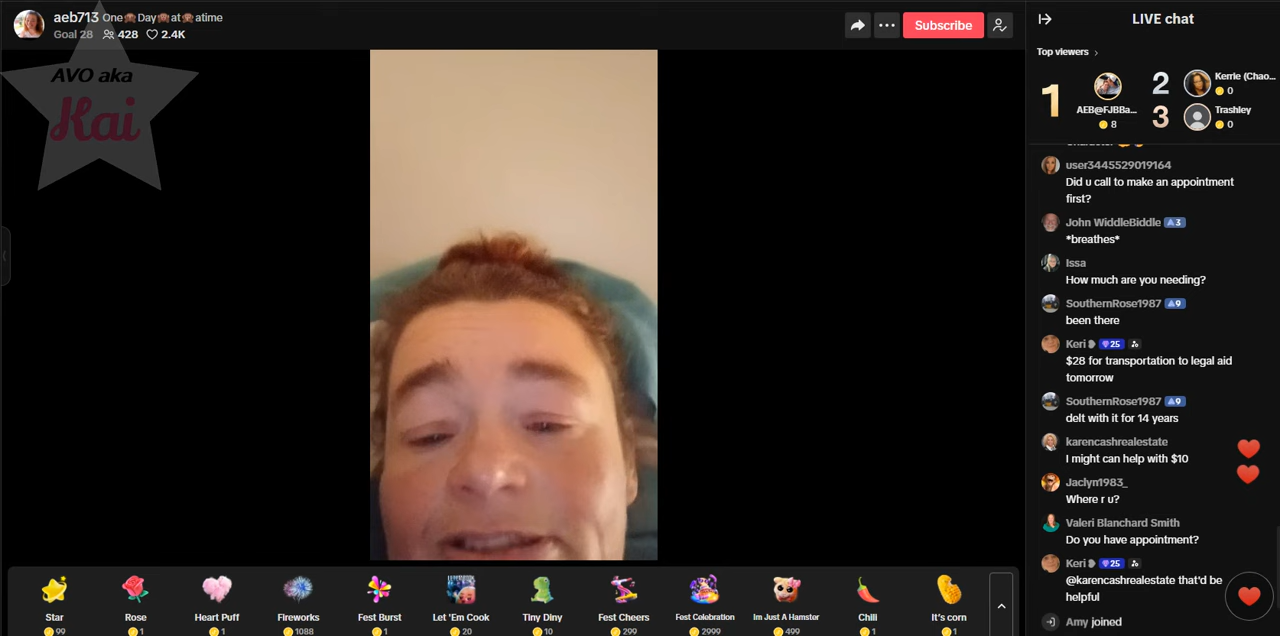 aeb713 One🙈Day🙈at🙈atime
Goal 28 428 2.4K
AVO aka
Kai
Subscribe
LIVE chat
Top viewers >
1
AEB@FJBBa...
8
2
Kerrie (Chao...
0
3
Trashley
0
user3445529019164
Did u call to make an appointment
first?
John WiddleBiddle 3
*breathes*
Issa
How much are you needing?
SouthernRose1987 9
been there
Keri 25
$28 for transportation to legal aid
tomorrow
SouthernRose1987 9
delt with it for 14 years
karencashrealestate
I might can help with $10
Jaclyn1983_
Where r u?
Valeri Blanchard Smith
Do you have appointment?
Keri 25
@karencashrealestate that'd be
helpful
Amy joined
Star
99
Rose
1
Heart Puff
1
Fireworks
1088
Fest Burst
1
Let 'Em Cook
20
Tiny Diny
10
Fest Cheers
299
Fest Celebration
2999
Im Just A Hamster
499
Chili
1
It's corn
1